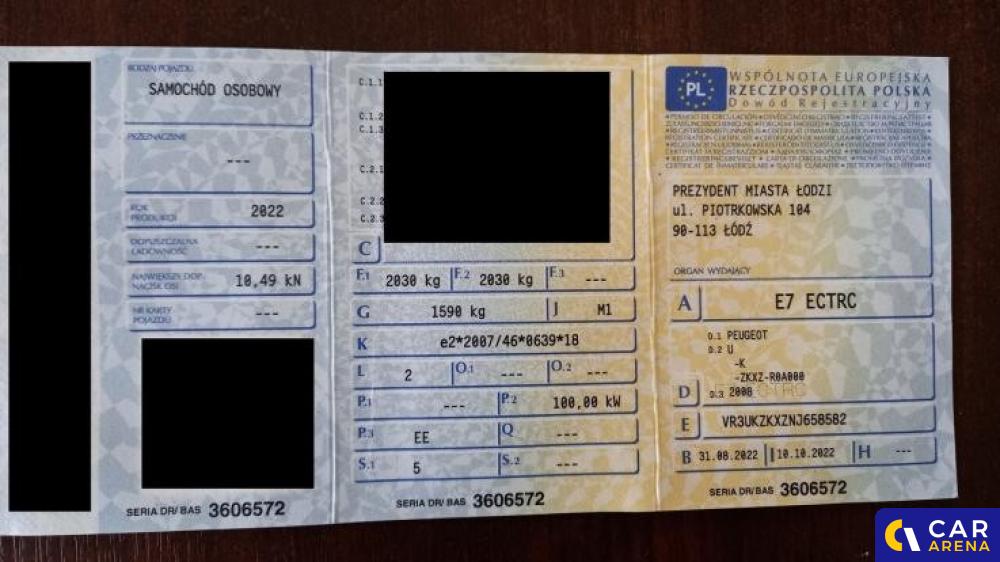 RODZAJ POJAZDU
SAMOCHÓD OSOBOWY
PRZEZNACZENIE
---
ROK PRODUKCJI
2022
DOPUSZCZALNA ŁADOWNOŚĆ
---
NAJWIĘKSZY DOP. NACISK OSI
10,49 kN
NR KARTY POJAZDU
---
SERIA DR/BAS 3606572
C.1.1
C.1.2
C.1.3
C.2.1
C.2.2
C.2.3
C
F.1 2030 kg F.2 2030 kg F.3 ---
G 1590 kg J M1
K e2*2007/46*0639*18
L 2 O.1 --- O.2 ---
P.1 --- P.2 100,00 kW
P.3 EE Q ---
S.1 5 S.2 ---
SERIA DR/BAS 3606572
PL
WSPÓLNOTA EUROPEJSKA
RZECZPOSPOLITA POLSKA
Dowód Rejestracyjny
PREZYDENT MIASTA ŁODZI
ul. PIOTRKOWSKA 104
90-113 ŁÓDŹ
ORGAN WYDAJĄCY
A E7 ECTRC
D.1 PEUGEOT
D.2 U
-K
-ZKXZ-R0A000
D D.3 2008
E VR3UKZKXZNJ658582
B 31.08.2022 I 10.10.2022 H ---
SERIA DR/BAS 3606572
CAR
ARENA